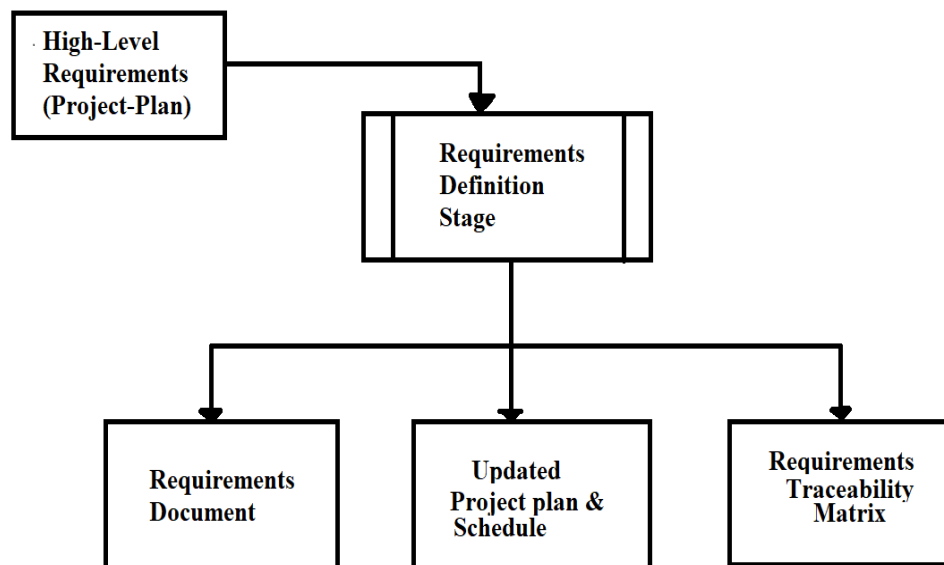 High-Level
Requirements
(Project-Plan)
Requirements
Definition
Stage
Requirements
Document
Updated
Project plan &
Schedule
Requirements
Traceability
Matrix